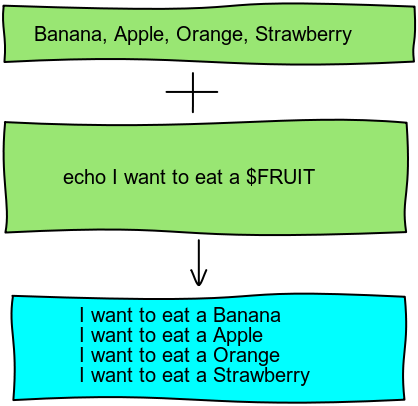 Banana, Apple, Orange, Strawberry
echo I want to eat a $FRUIT
I want to eat a Banana
I want to eat a Apple
I want to eat a Orange
I want to eat a Strawberry